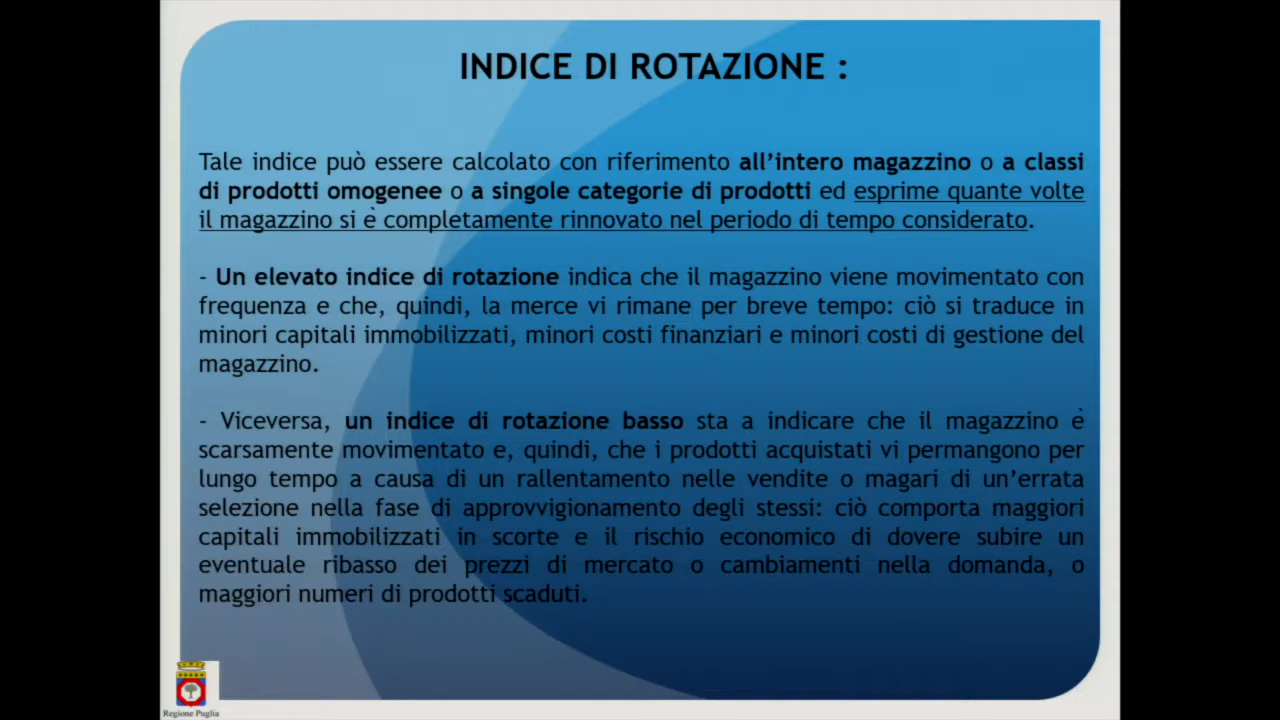 INDICE DI ROTAZIONE :
Tale indice può essere calcolato con riferimento all’intero magazzino o a classi
di prodotti omogenee o a singole categorie di prodotti ed esprime quante volte
il magazzino si è completamente rinnovato nel periodo di tempo considerato.
- Un elevato indice di rotazione indica che il magazzino viene movimentato con
frequenza e che, quindi, la merce vi rimane per breve tempo: ciò si traduce in
minori capitali immobilizzati, minori costi finanziari e minori costi di gestione del
magazzino.
- Viceversa, un indice di rotazione basso sta a indicare che il magazzino è
scarsamente movimentato e, quindi, che i prodotti acquistati vi permangono per
lungo tempo a causa di un rallentamento nelle vendite o magari di un’errata
selezione nella fase di approvvigionamento degli stessi: ciò comporta maggiori
capitali immobilizzati in scorte e il rischio economico di dovere subire un
eventuale ribasso dei prezzi di mercato o cambiamenti nella domanda, o
maggiori numeri di prodotti scaduti.
Regione Puglia